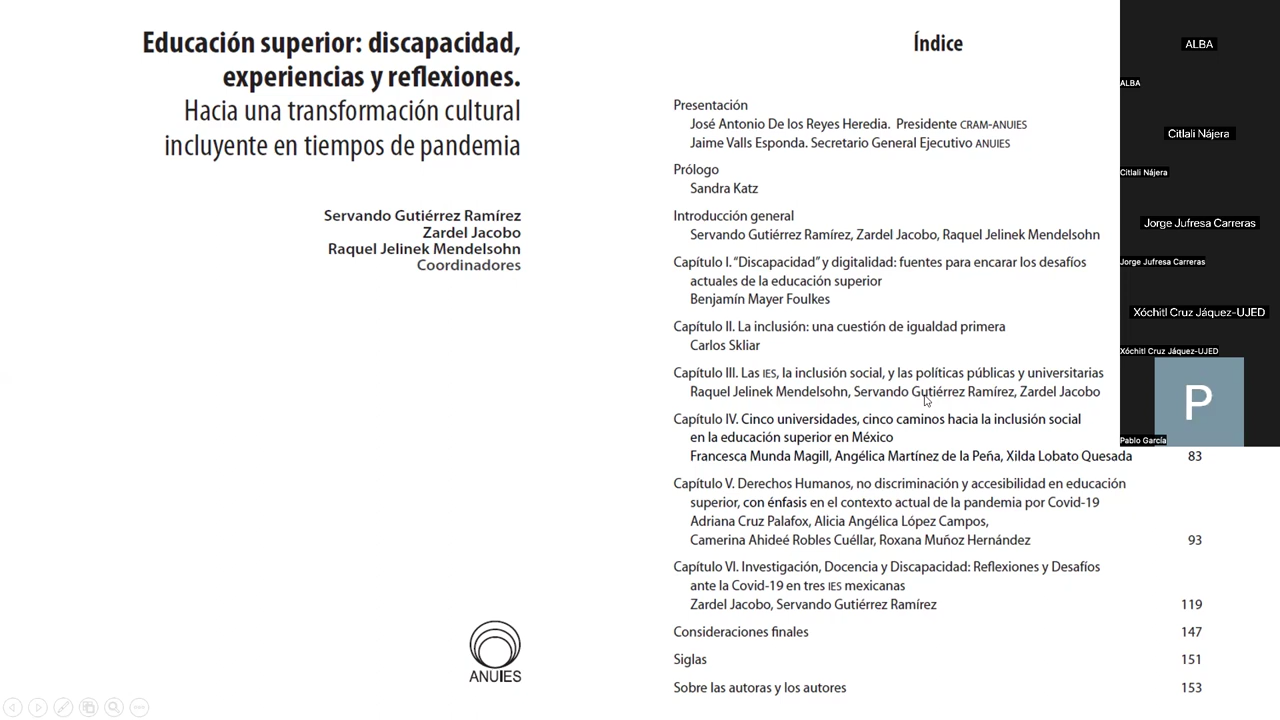 Educación superior: discapacidad,
experiencias y reflexiones.
Hacia una transformación cultural
incluyente en tiempos de pandemia
Servando Gutiérrez Ramírez
Zardel Jacobo
Raquel Jelinek Mendelsohn
Coordinadores
ANUIES
Índice
Presentación
José Antonio De los Reyes Heredia. Presidente CRAM-ANUIES
Jaime Valls Esponda. Secretario General Ejecutivo ANUIES
Prólogo
Sandra Katz
Introducción general
Servando Gutiérrez Ramírez, Zardel Jacobo, Raquel Jelinek Mendelsohn
Capítulo I. “Discapacidad” y digitalidad: fuentes para encarar los desafíos
actuales de la educación superior
Benjamín Mayer Foulkes
Capítulo II. La inclusión: una cuestión de igualdad primera
Carlos Skliar
Capítulo III. Las IES, la inclusión social, y las políticas públicas y universitarias
Raquel Jelinek Mendelsohn, Servando Gutiérrez Ramírez, Zardel Jacobo
Capítulo IV. Cinco universidades, cinco caminos hacia la inclusión social
en la educación superior en México
Francesca Munda Magill, Angélica Martínez de la Peña, Xilda Lobato Quesada 83
Capítulo V. Derechos Humanos, no discriminación y accesibilidad en educación
superior, con énfasis en el contexto actual de la pandemia por Covid-19
Adriana Cruz Palafox, Alicia Angélica López Campos,
Camerina Ahideé Robles Cuéllar, Roxana Muñoz Hernández 93
Capítulo VI. Investigación, Docencia y Discapacidad: Reflexiones y Desafíos
ante la Covid-19 en tres IES mexicanas
Zardel Jacobo, Servando Gutiérrez Ramírez 119
Consideraciones finales 147
Siglas 151
Sobre las autoras y los autores 153
ALBA
ALBA
Citlali Nájera
Citlali Nájera
Jorge Jufresa Carreras
Jorge Jufresa Carreras
Xóchitl Cruz Jáquez-UJED
Xóchitl Cruz Jáquez-UJED
P
Pablo García